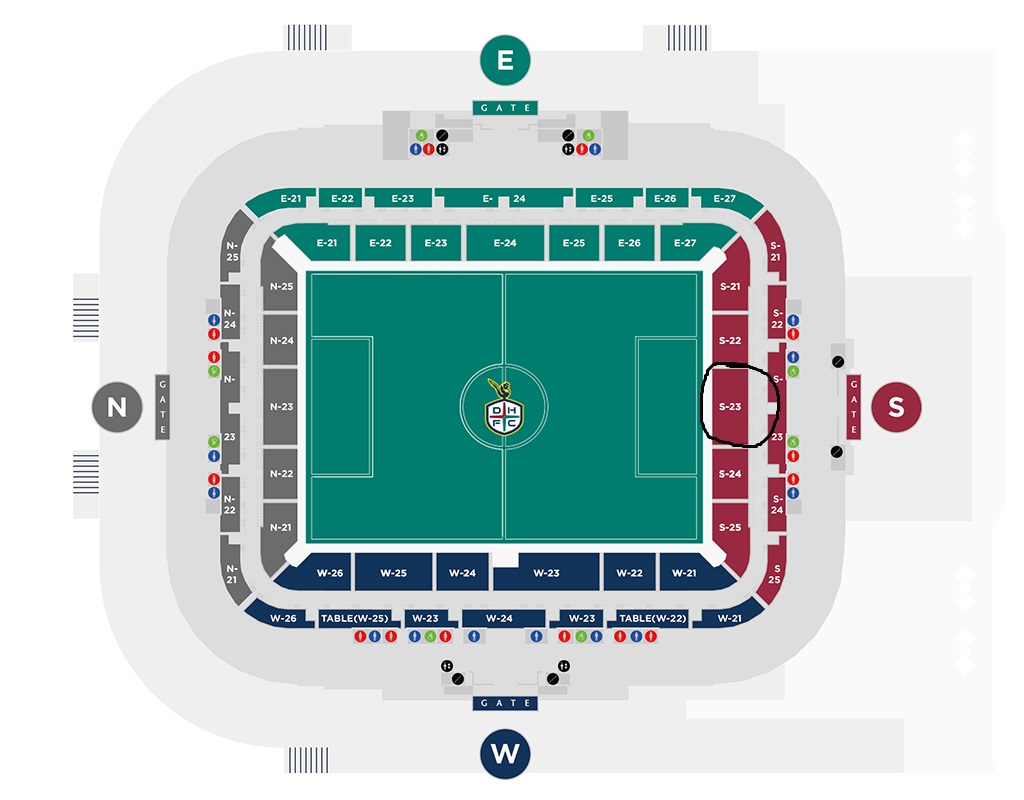 E
GATE
E-21 E-22 E-23 E- 24 E-25 E-26 E-27
E-21 E-22 E-23 E-24 E-25 E-26 E-27
N-
25
N-
24
N-
23
N-
22
N-
21
N-25
N-24
N-23
N-22
N-21
N
GATE
D H
F C
S-21
S-22
S-23
S-24
S-25
S-
21
S-
22
S-
23
S-
24
S
25
GATE
S
W-26 W-25 W-24 W-23 W-22 W-21
W-26 TABLE(W-25) W-23 W-24 W-23 TABLE(W-22) W-21
GATE
W